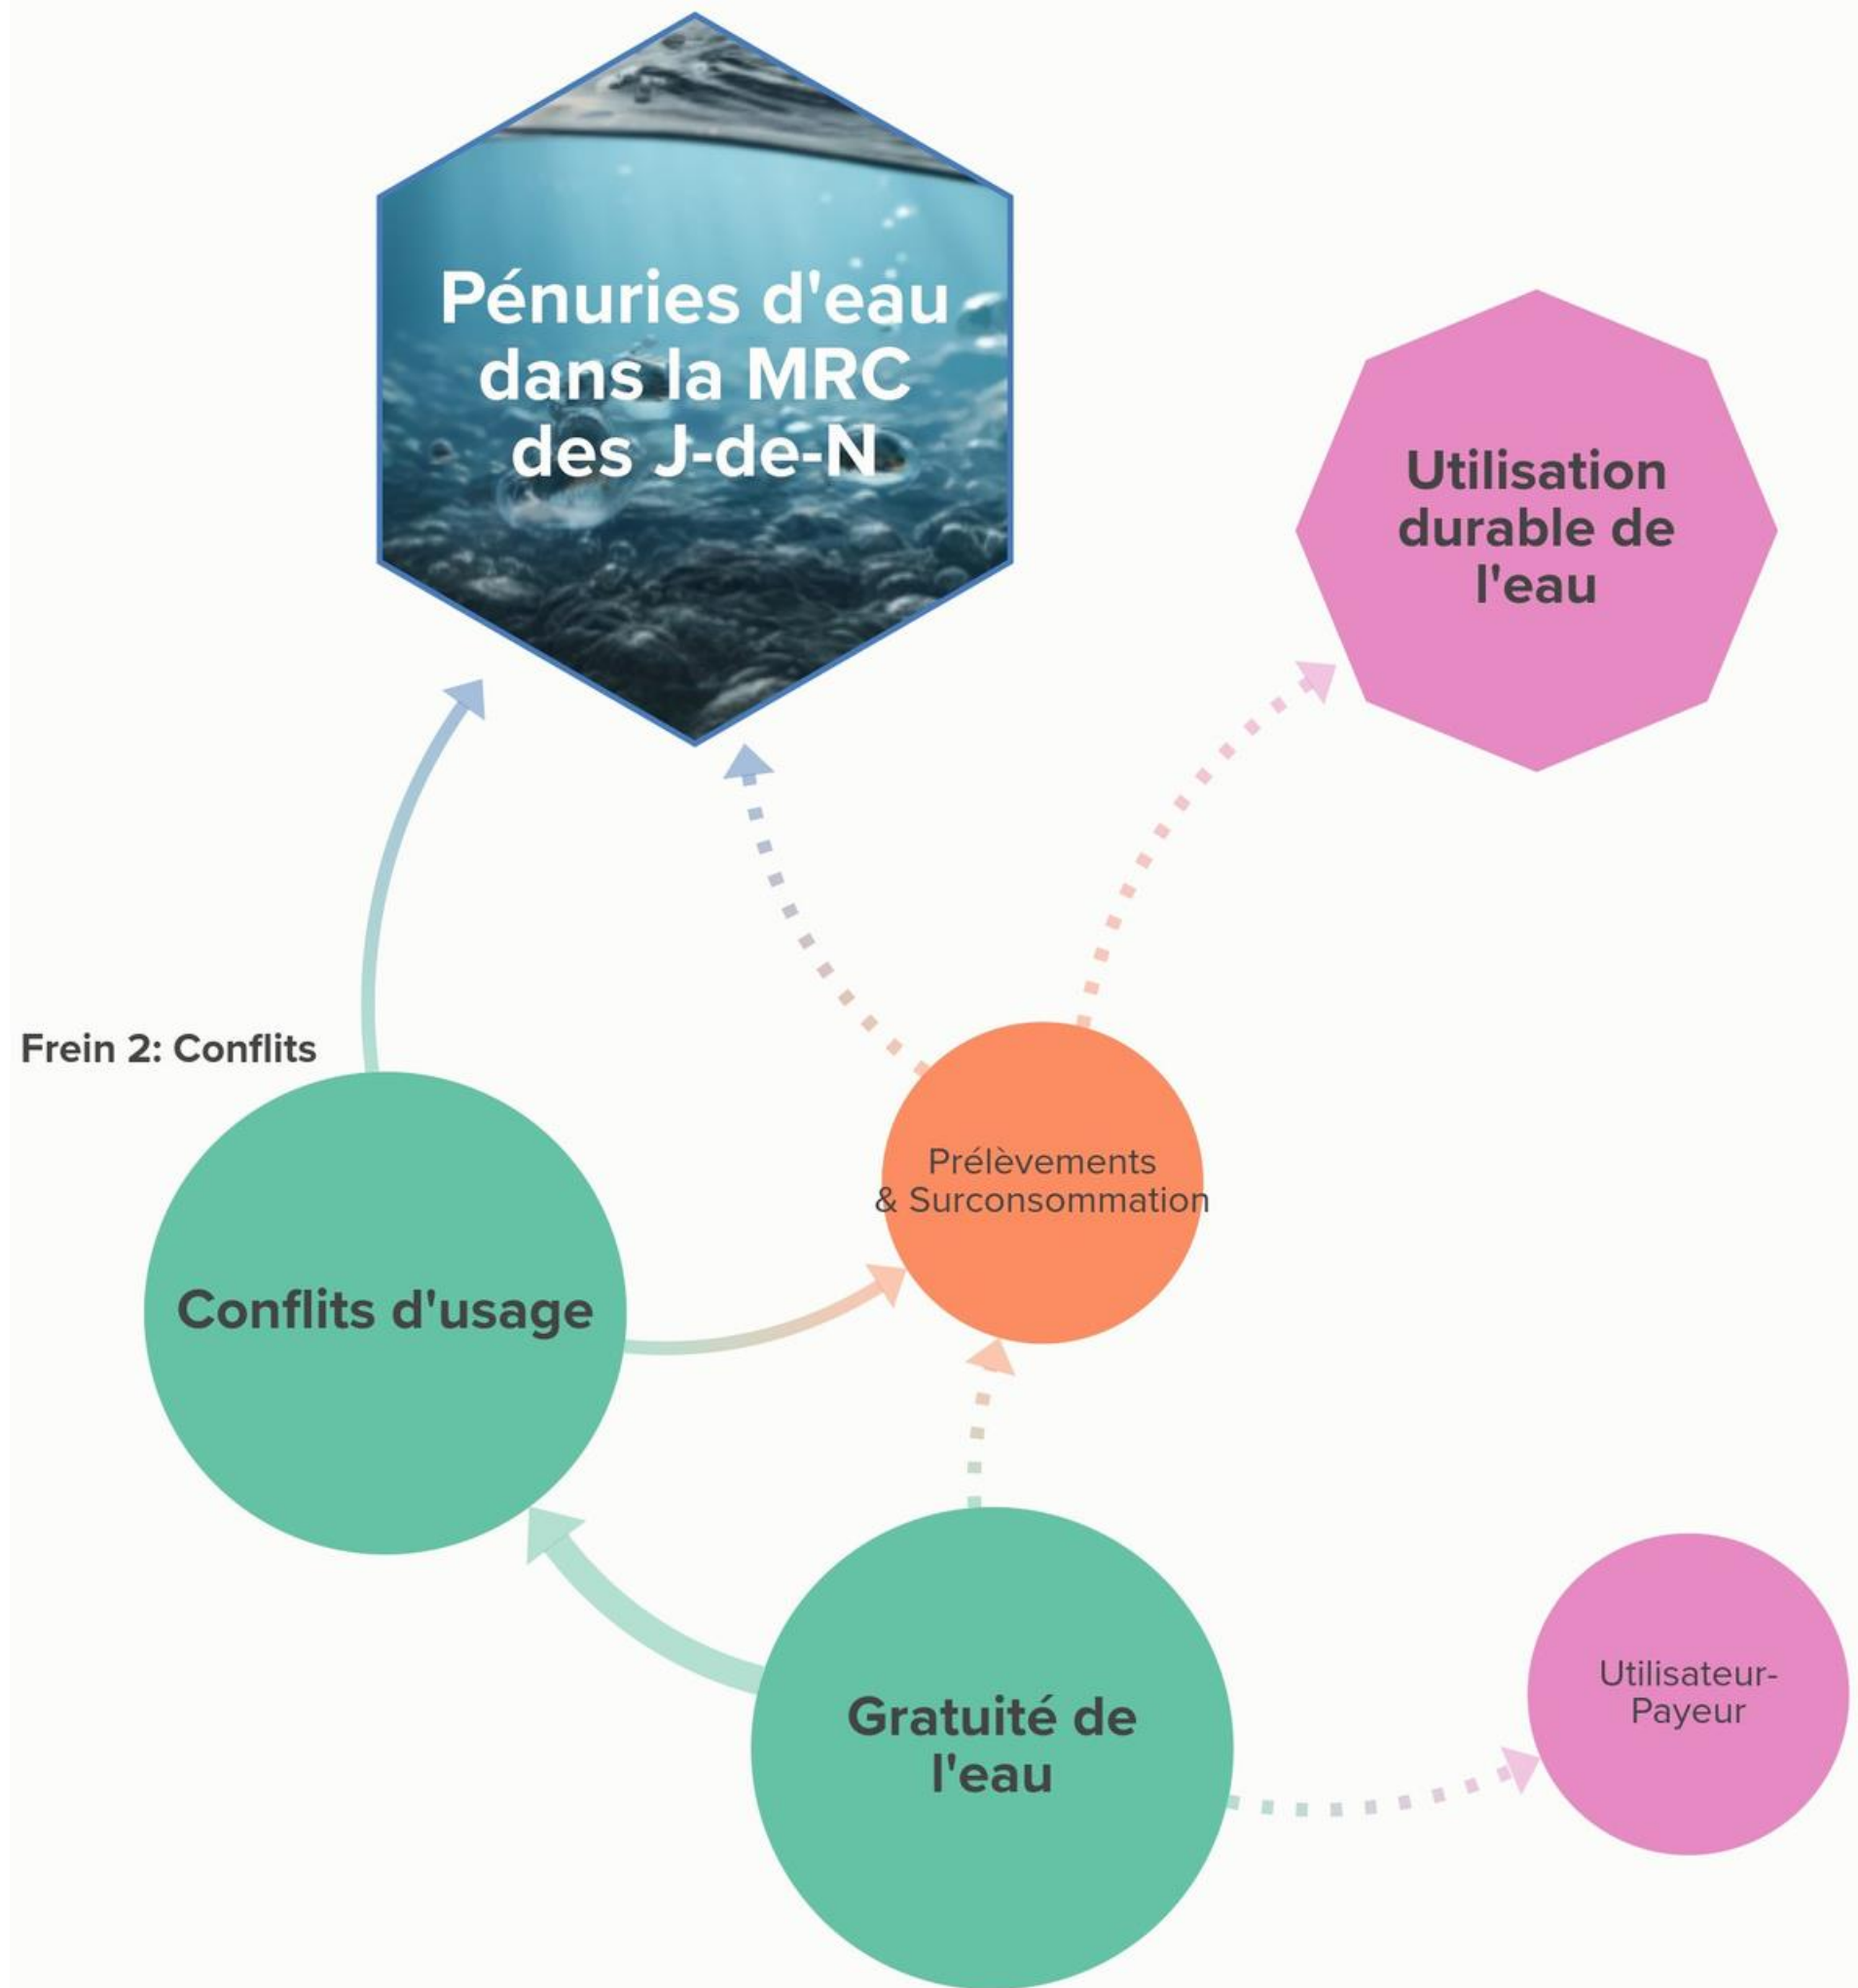 Pénuries d'eau
dans la MRC
des J-de-N
Utilisation
durable de
l'eau
Frein 2: Conflits
Prélèvements
& Surconsommation
Conflits d'usage
Utilisateur-
Payeur
Gratuité de
l'eau